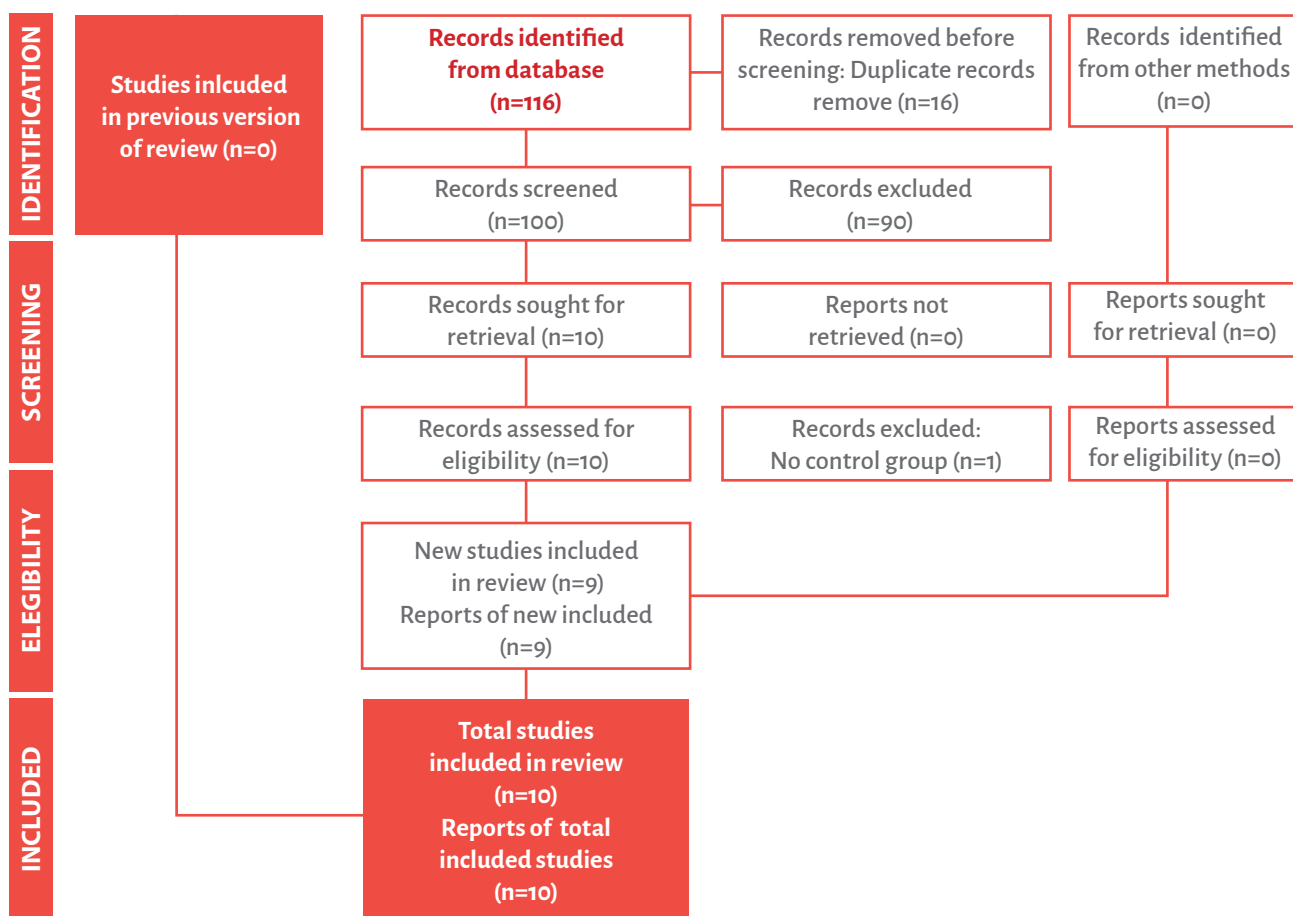 IDENTIFICATION
Studies inlcuded
in previous version
of review (n=0)
Records identified
from database
(n=116)
Records removed before
screening: Duplicate records
remove (n=16)
Records identified
from other methods
(n=0)
Records screened
(n=100)
Records excluded
(n=90)
SCREENING
Records sought for
retrieval (n=10)
Reports not
retrieved (n=0)
Reports sought
for retrieval (n=0)
Records assessed for
eligibility (n=10)
Records excluded:
No control group (n=1)
Reports assessed
for eligibility (n=0)
ELEGIBILITY
New studies included
in review (n=9)
Reports of new included
(n=9)
INCLUDED
Total studies
included in review
(n=10)
Reports of total
included studies
(n=10)